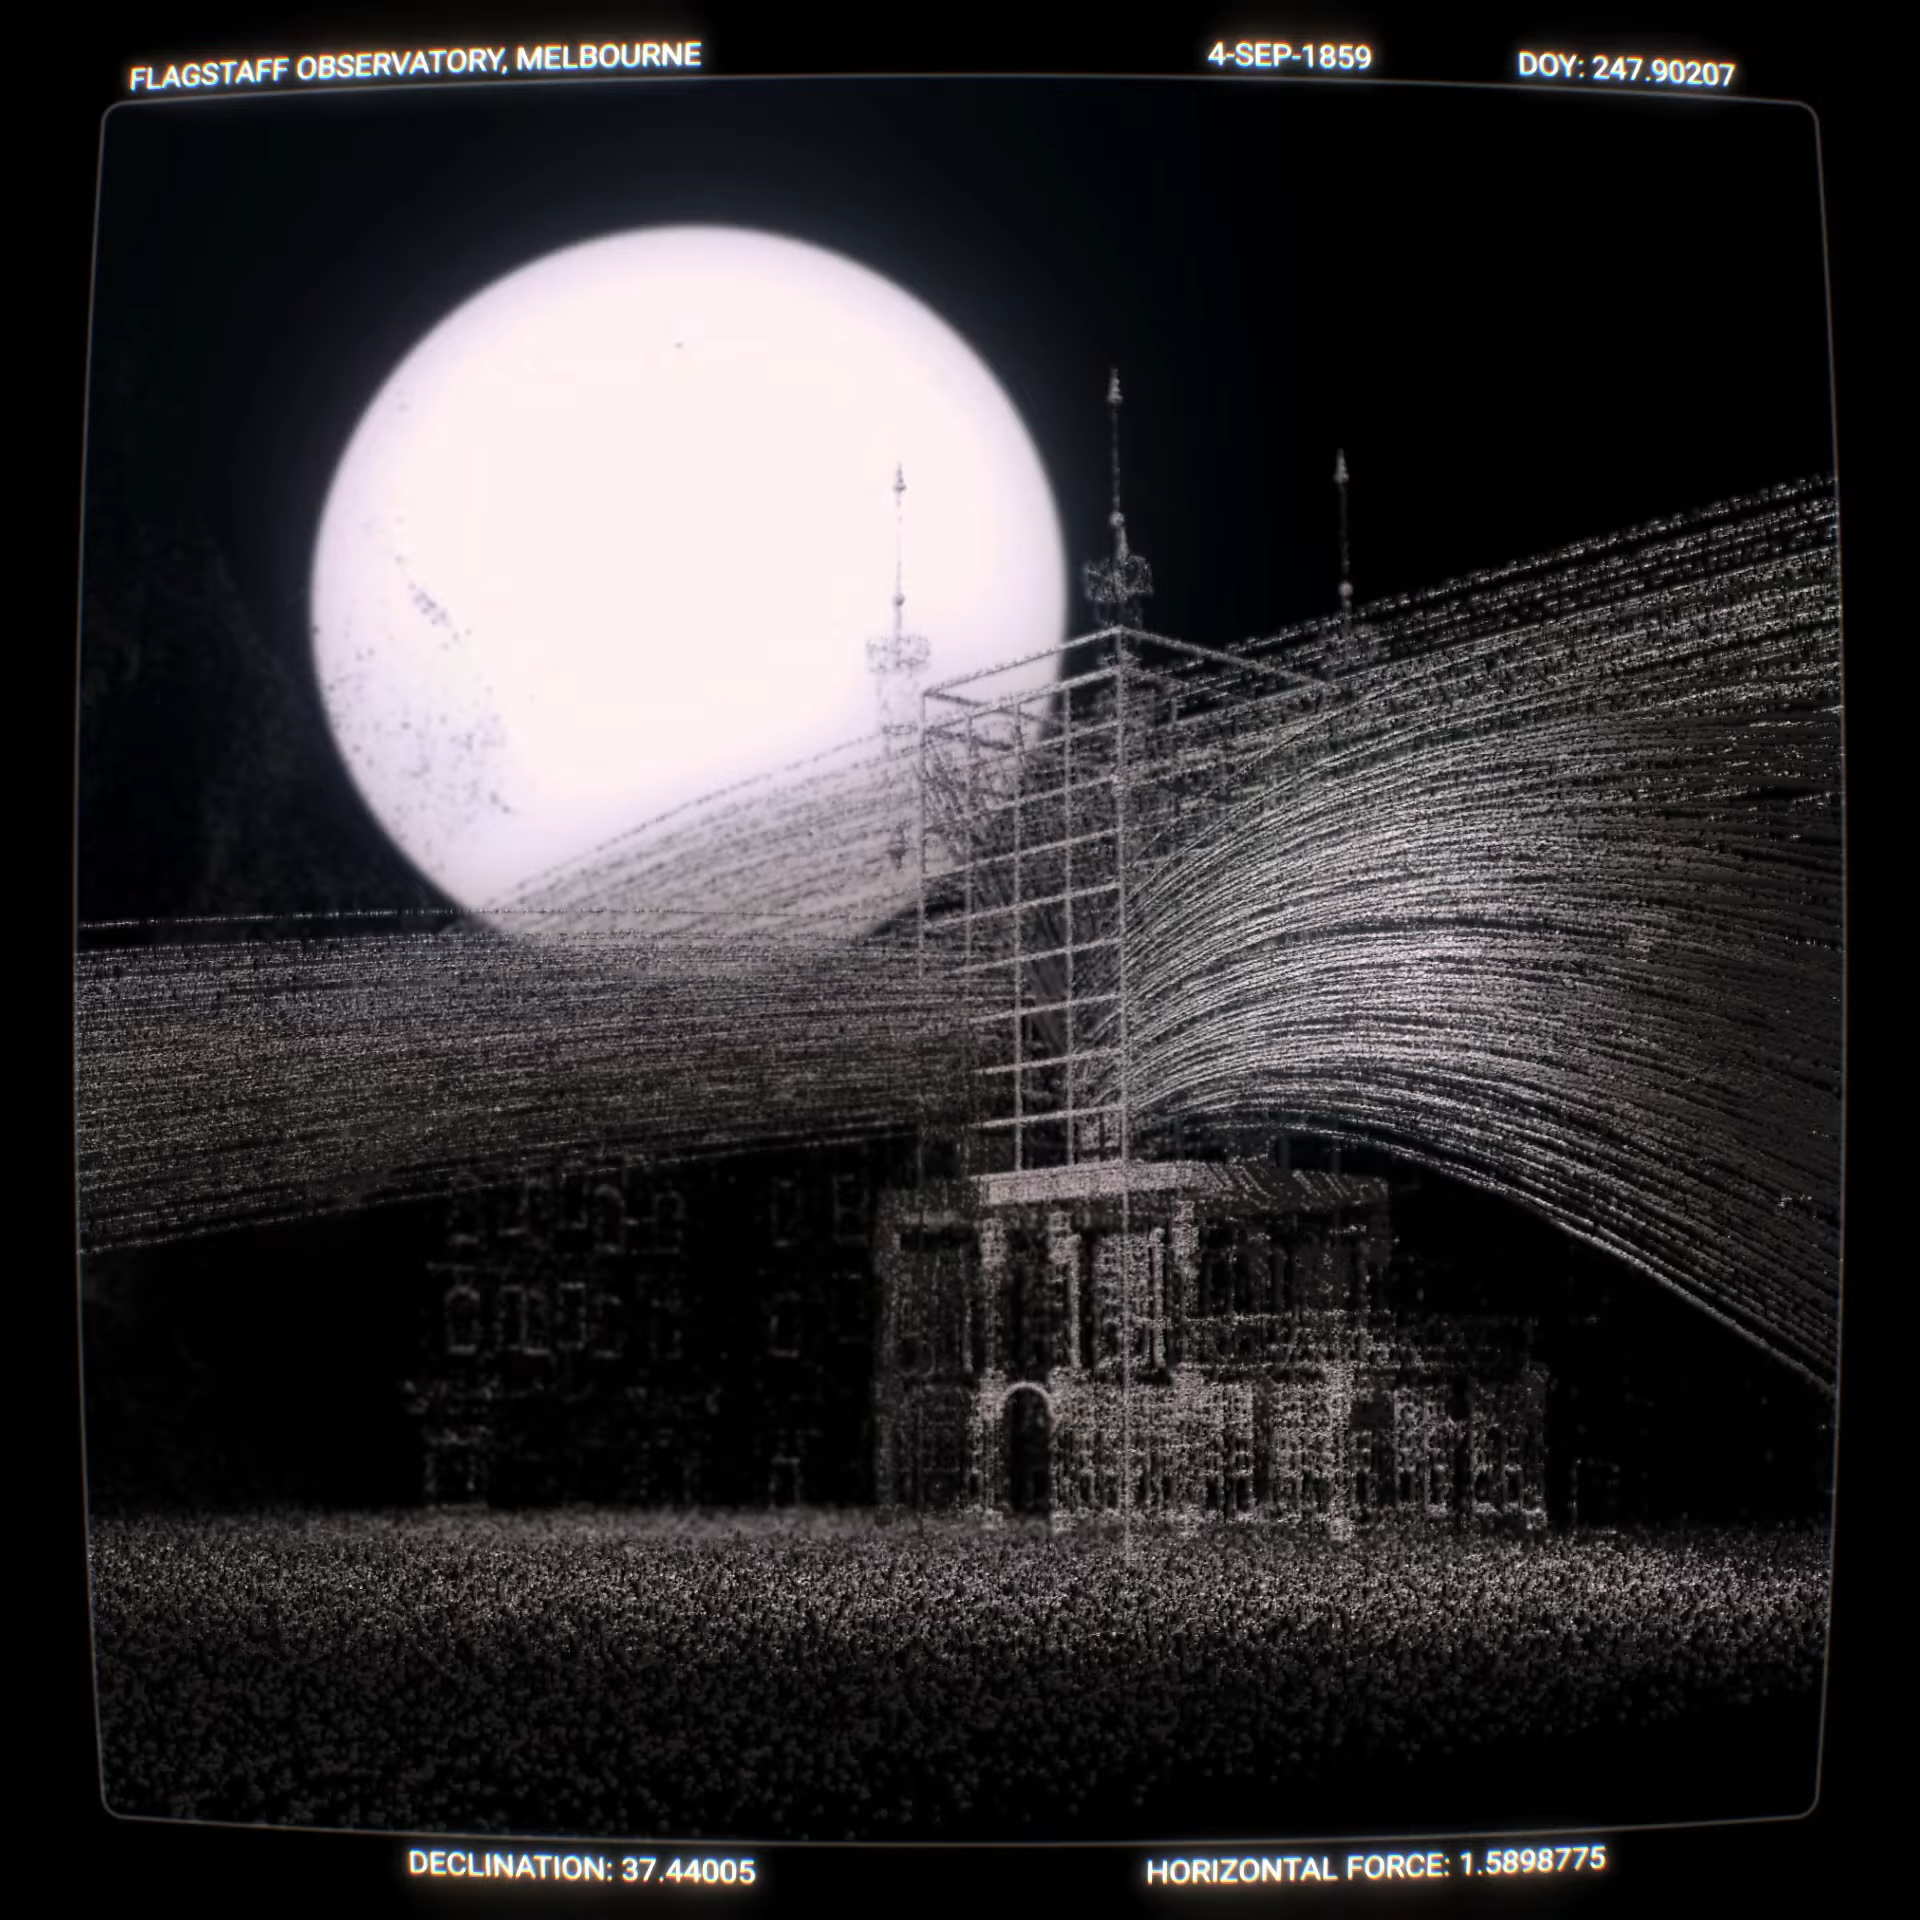 FLAGSTAFF OBSERVATORY, MELBOURNE
4-SEP-1859
DOY: 247.90207
DECLINATION: 37.44005
HORIZONTAL FORCE: 1.5898775